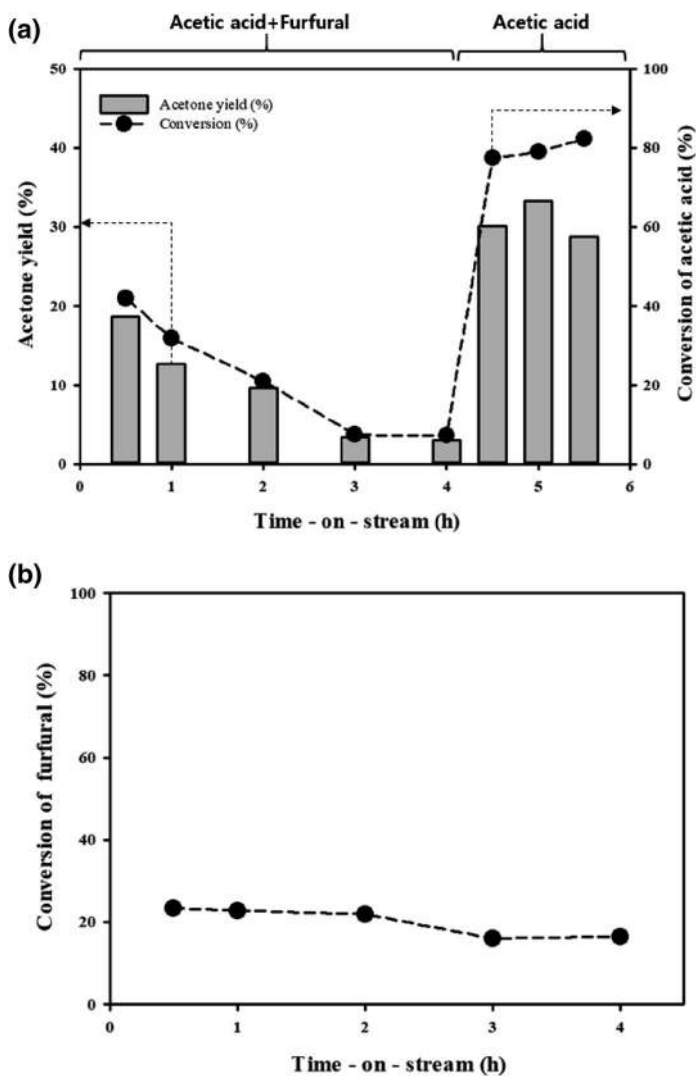 (a)
Acetic acid+Furfural
Acetic acid
50
40
30
20
10
0
100
80
60
40
20
0
Acetone yield (%)
Conversion (%)
Acetone yield (%)
Conversion of acetic acid (%)
0 1 2 3 4 5 6
Time - on - stream (h)
(b)
100
80
60
40
20
0
Conversion of furfural (%)
0 1 2 3 4
Time - on - stream (h)